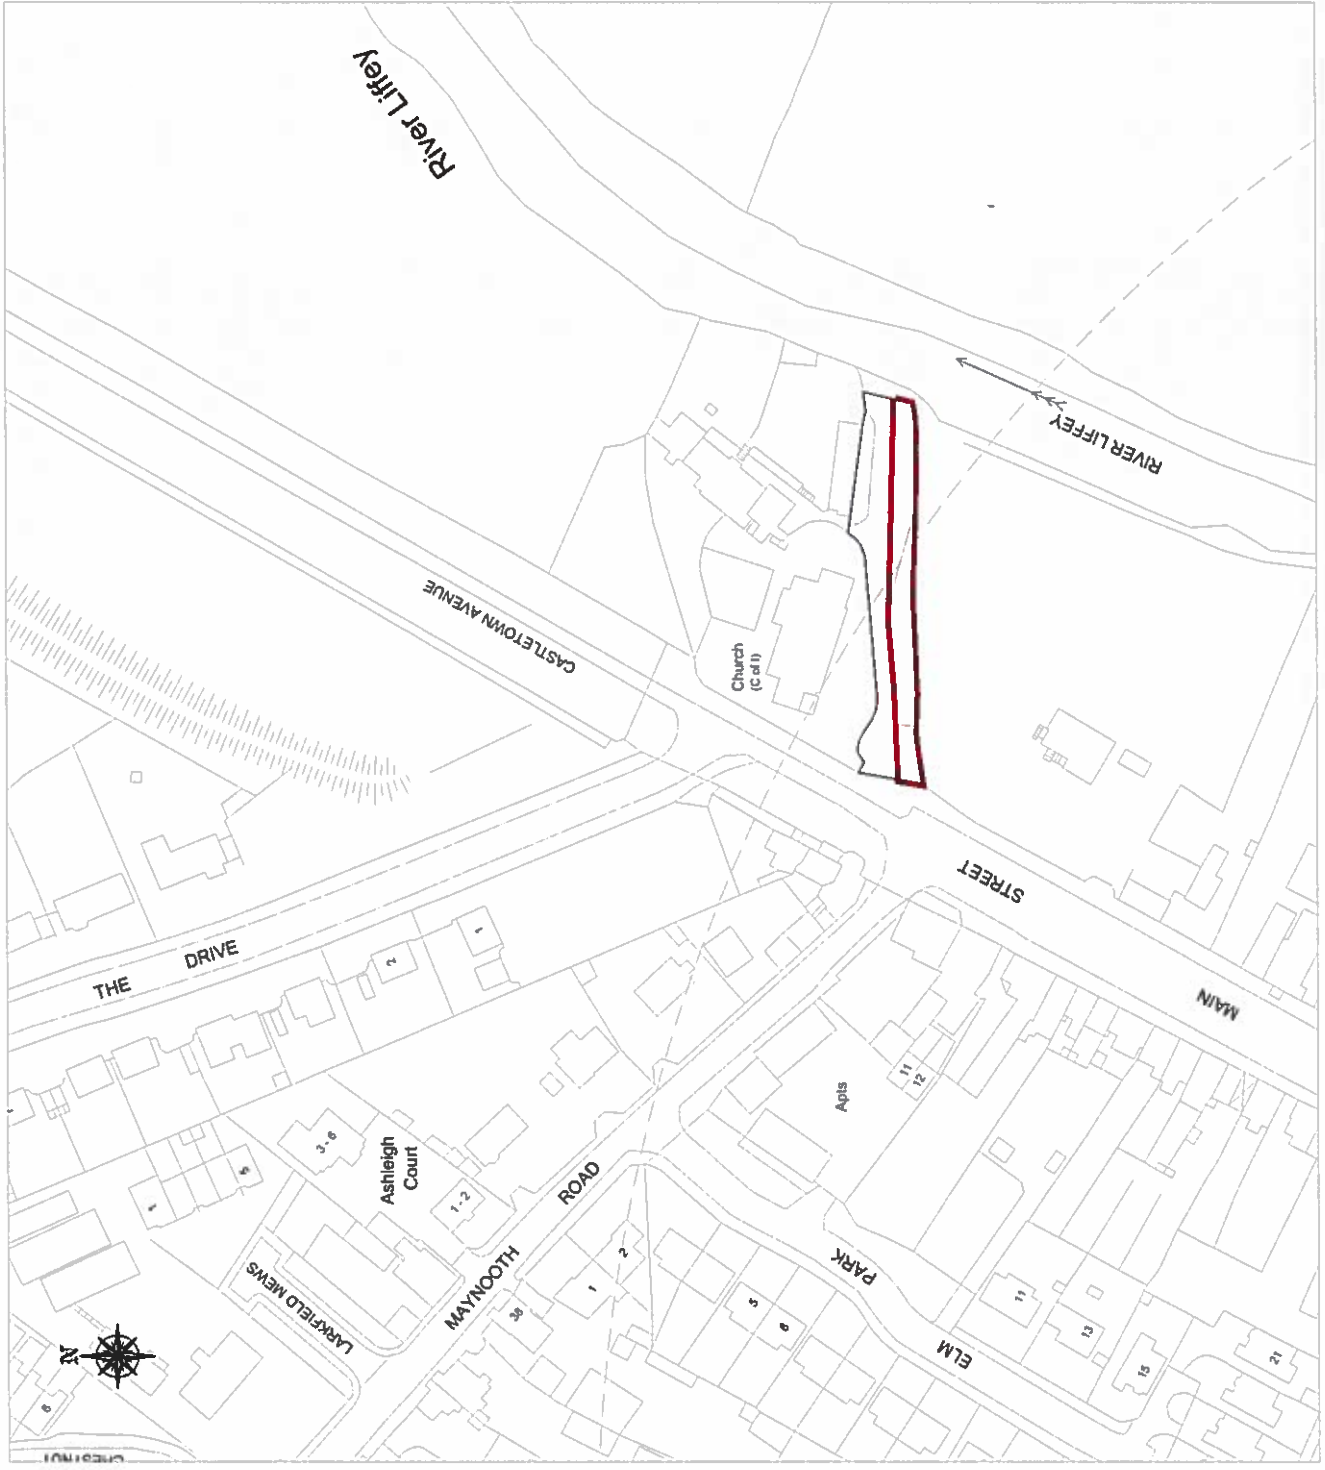 River Liffey
RIVER LIFFEY
CASTLETOWN AVENUE
Church
(C of I)
STREET
MAIN
THE DRIVE
1
2
Apts
11
12
3 - 6
Ashleigh
Court
1 - 2
5
1
ROAD
MAYNOOTH
LARKFIELD MEWS
38
1
2
PARK
ELM
5
6
11
13
15
21
N
8
CHESTNUT